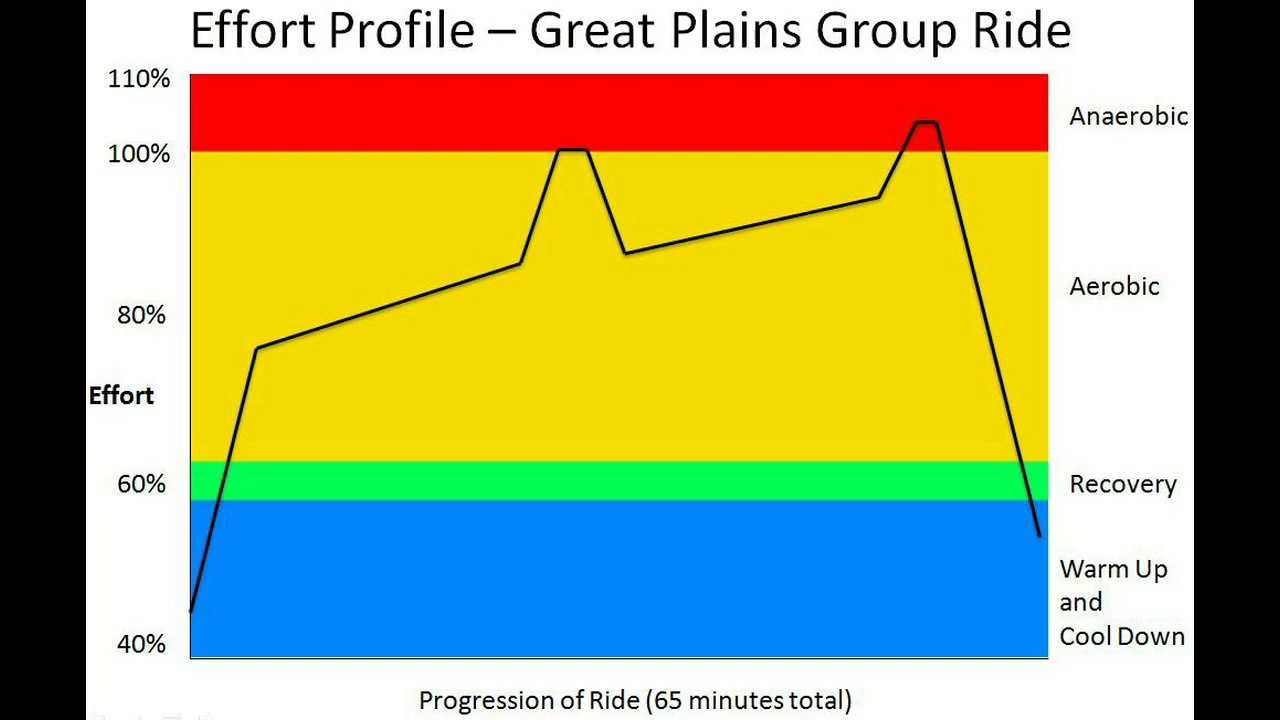 Effort Profile – Great Plains Group Ride
110%
Anaerobic
100%
Aerobic
80%
Effort
60%
Recovery
Warm Up
and
Cool Down
40%
Progression of Ride (65 minutes total)